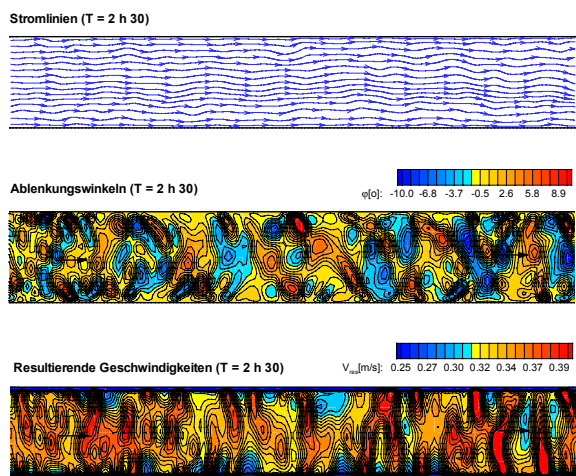 Stromlinien (T = 2 h 30)
Ablenkungswinkeln (T = 2 h 30)
φ[o]: -10.0 -6.8 -3.7 -0.5 2.6 5.8 8.9
Resultierende Geschwindigkeiten (T = 2 h 30)
Vres[m/s]: 0.25 0.27 0.30 0.32 0.34 0.37 0.39